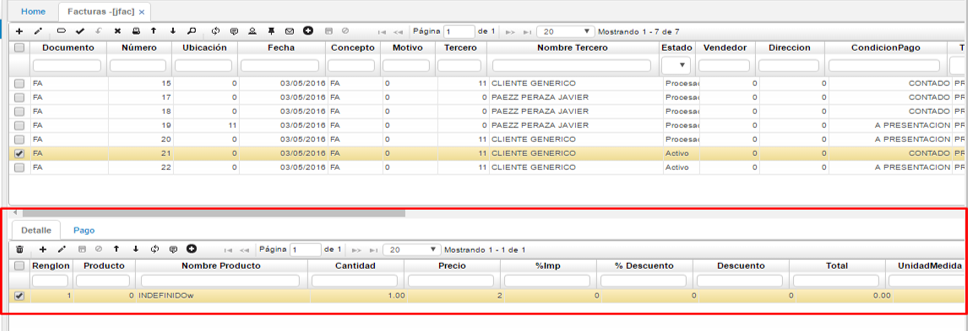 Home Facturas -[jfac] ×
Página 1 de 1 20 Mostrando 1 - 7 de 7
Documento Número Ubicación Fecha Concepto Motivo Tercero Nombre Tercero Estado Vendedor Direccion CondicionPago T
FA 15 0 03/05/2016 FA 0 11 CLIENTE GENERICO Procesa 0 0 CONTADO PR
FA 17 0 03/05/2016 FA 0 0 PAEZZ PERAZA JAVIER Procesa 0 0 CONTADO PR
FA 18 0 03/05/2016 FA 0 0 PAEZZ PERAZA JAVIER Procesa 0 0 CONTADO PR
FA 19 11 03/05/2016 FA 0 0 PAEZZ PERAZA JAVIER Procesa 0 0 A PRESENTACION PF
FA 20 0 03/05/2016 FA 0 11 CLIENTE GENERICO Procesa 0 0 A PRESENTACION PF
FA 21 0 03/05/2016 FA 0 11 CLIENTE GENERICO Activo 0 0 CONTADO PF
FA 22 0 03/05/2016 FA 0 11 CLIENTE GENERICO Activo 0 0 A PRESENTACION PF
Detalle Pago
Página 1 de 1 20 Mostrando 1 - 1 de 1
Renglon Producto Nombre Producto Cantidad Precio %Imp % Descuento Descuento Total UnidadMedida
1 0 INDEFINIDOw 1.00 2 0 0 0 0.00